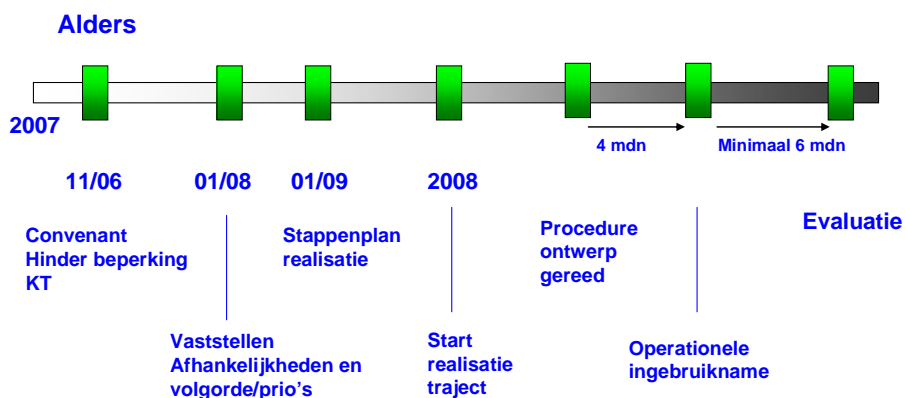 Alders
2007
4 mdn
Minimaal 6 mdn
11/06
01/08
01/09
2008
Convenant
Hinder beperking
KT
Stappenplan
realisatie
Procedure
ontwerp
gereed
Evaluatie
Vaststellen
Afhankelijkheden en
volgorde/prio’s
Start
realisatie
traject
Operationele
ingebruikname